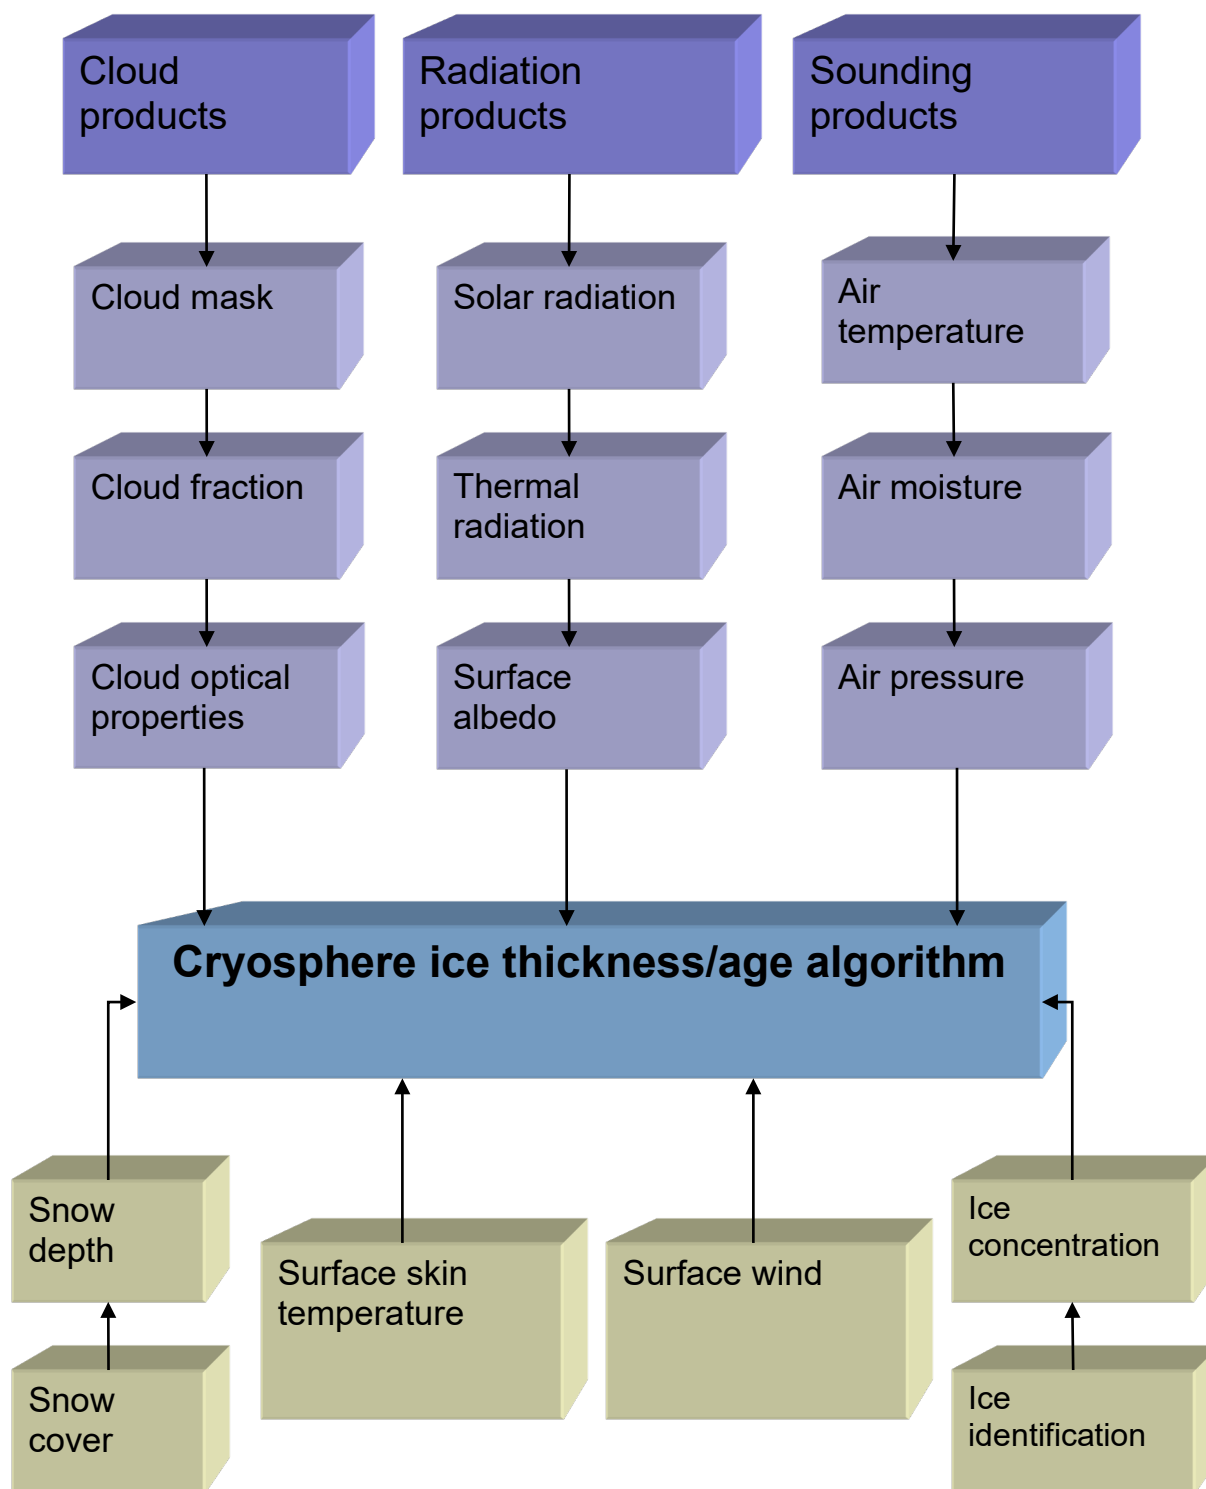 Cloud
products
Radiation
products
Sounding
products
Cloud mask
Solar radiation
Air
temperature
Cloud fraction
Thermal
radiation
Air moisture
Cloud optical
properties
Surface
albedo
Air pressure
Cryosphere ice thickness/age algorithm
Snow
depth
Surface skin
temperature
Surface wind
Ice
concentration
Snow
cover
Ice
identification